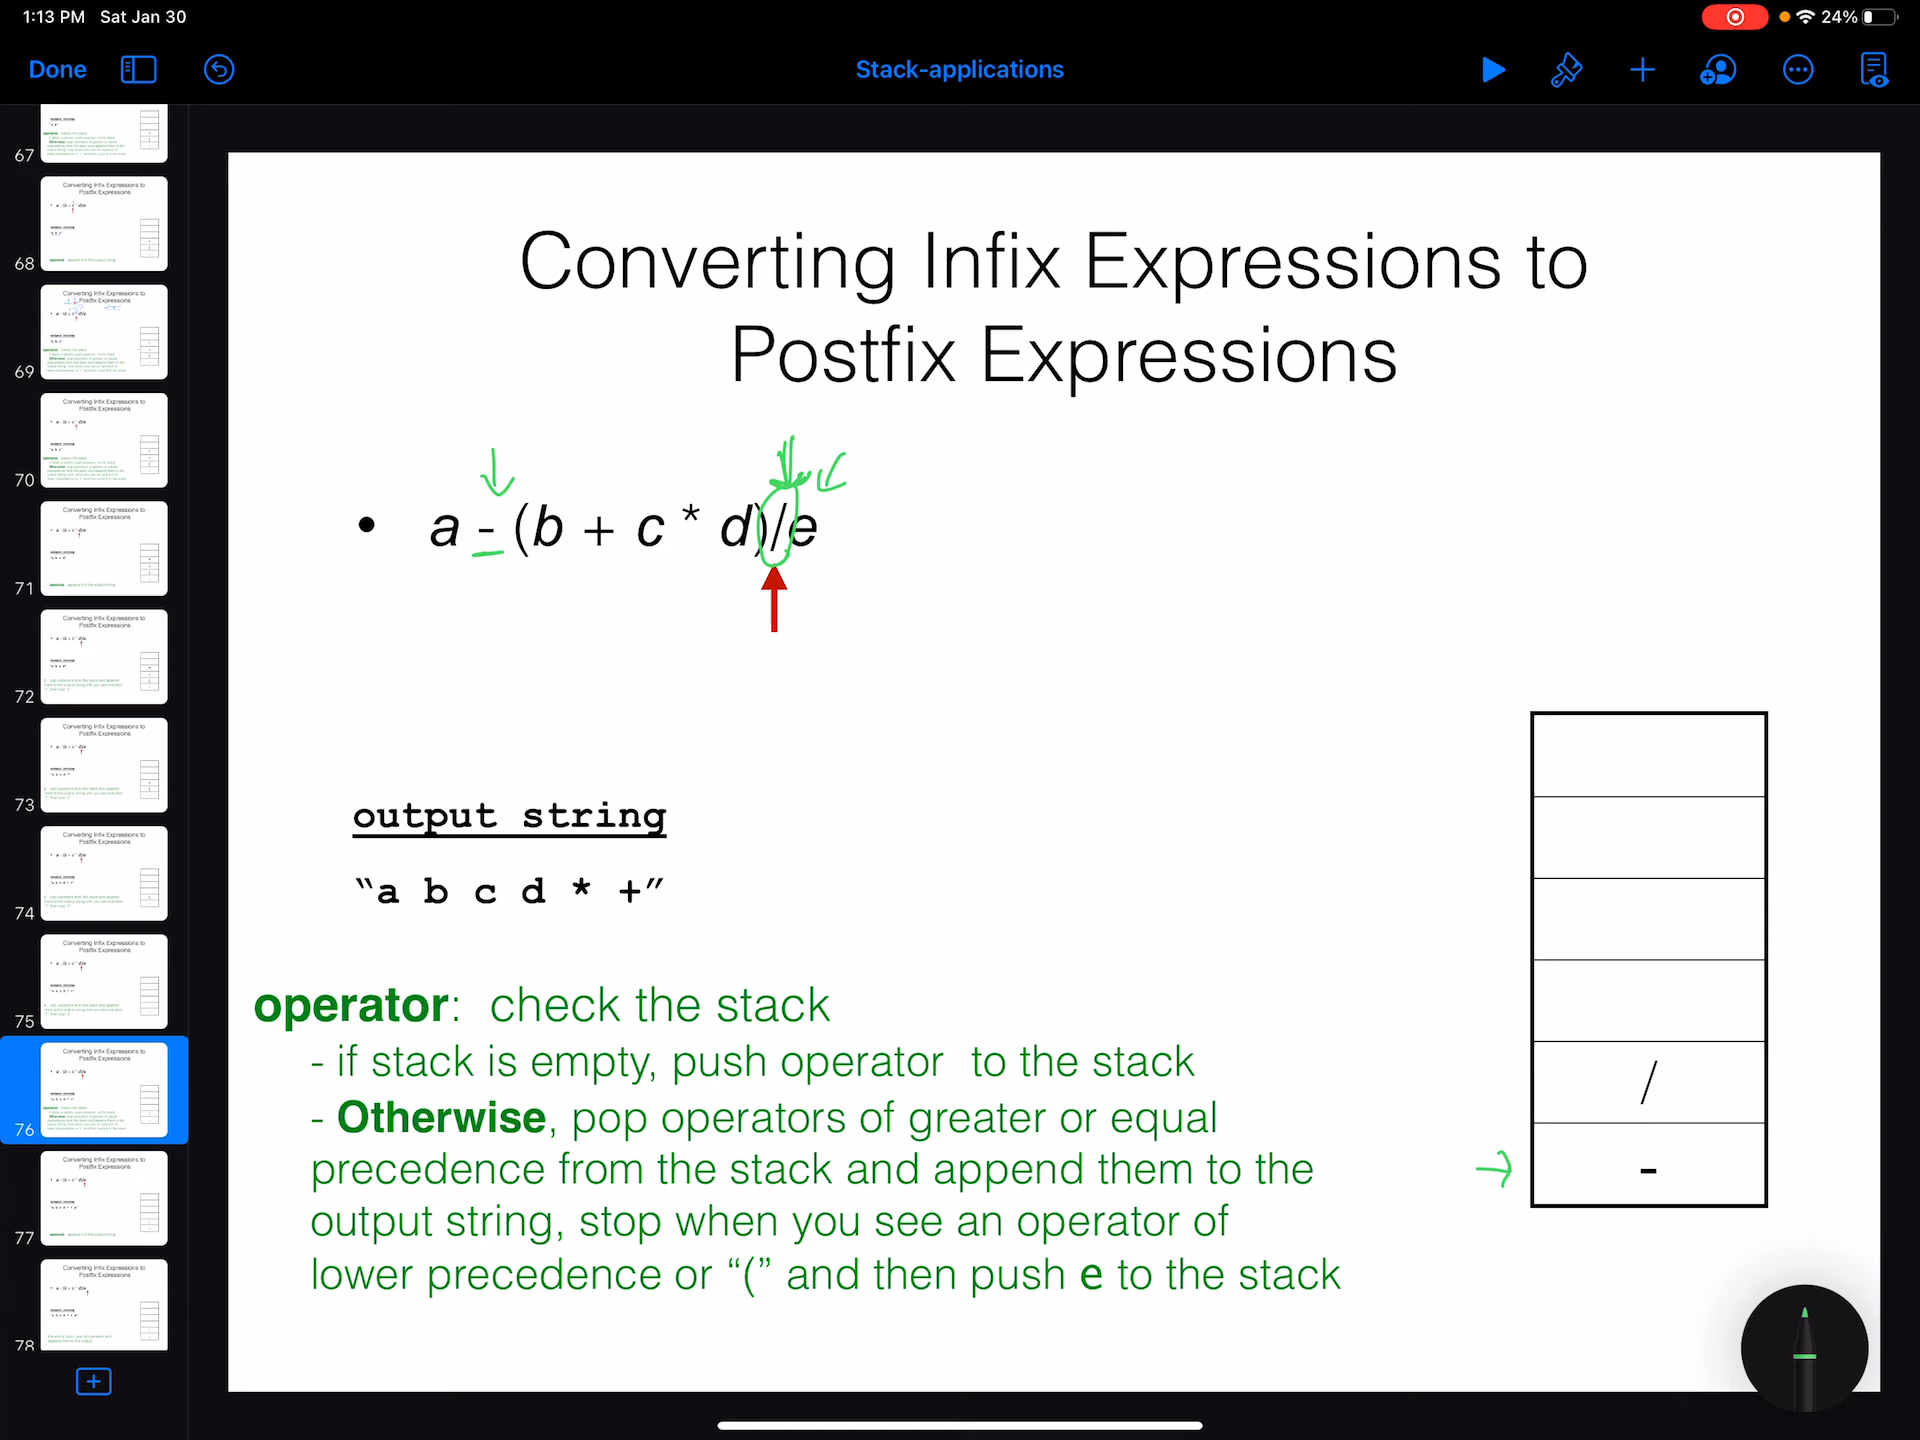 1:13 PM Sat Jan 30
24%
Done
Stack-applications
67
68
69
70
71
72
73
74
75
76
77
78
Converting Infix Expressions to
Postfix Expressions
• a - (b + c * d)/e
output string
“a b c d * +”
/
-
operator: check the stack
- if stack is empty, push operator to the stack
- Otherwise, pop operators of greater or equal
precedence from the stack and append them to the
output string, stop when you see an operator of
lower precedence or “(” and then push e to the stack